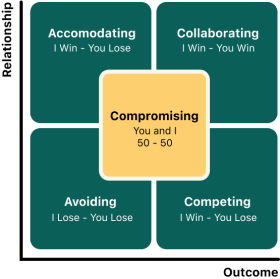 Relationship
Accomodating
I Win - You Lose
Collaborating
I Win - You Win
Compromising
You and I
50 - 50
Avoiding
I Lose - You Lose
Competing
I Win - You Lose
Outcome